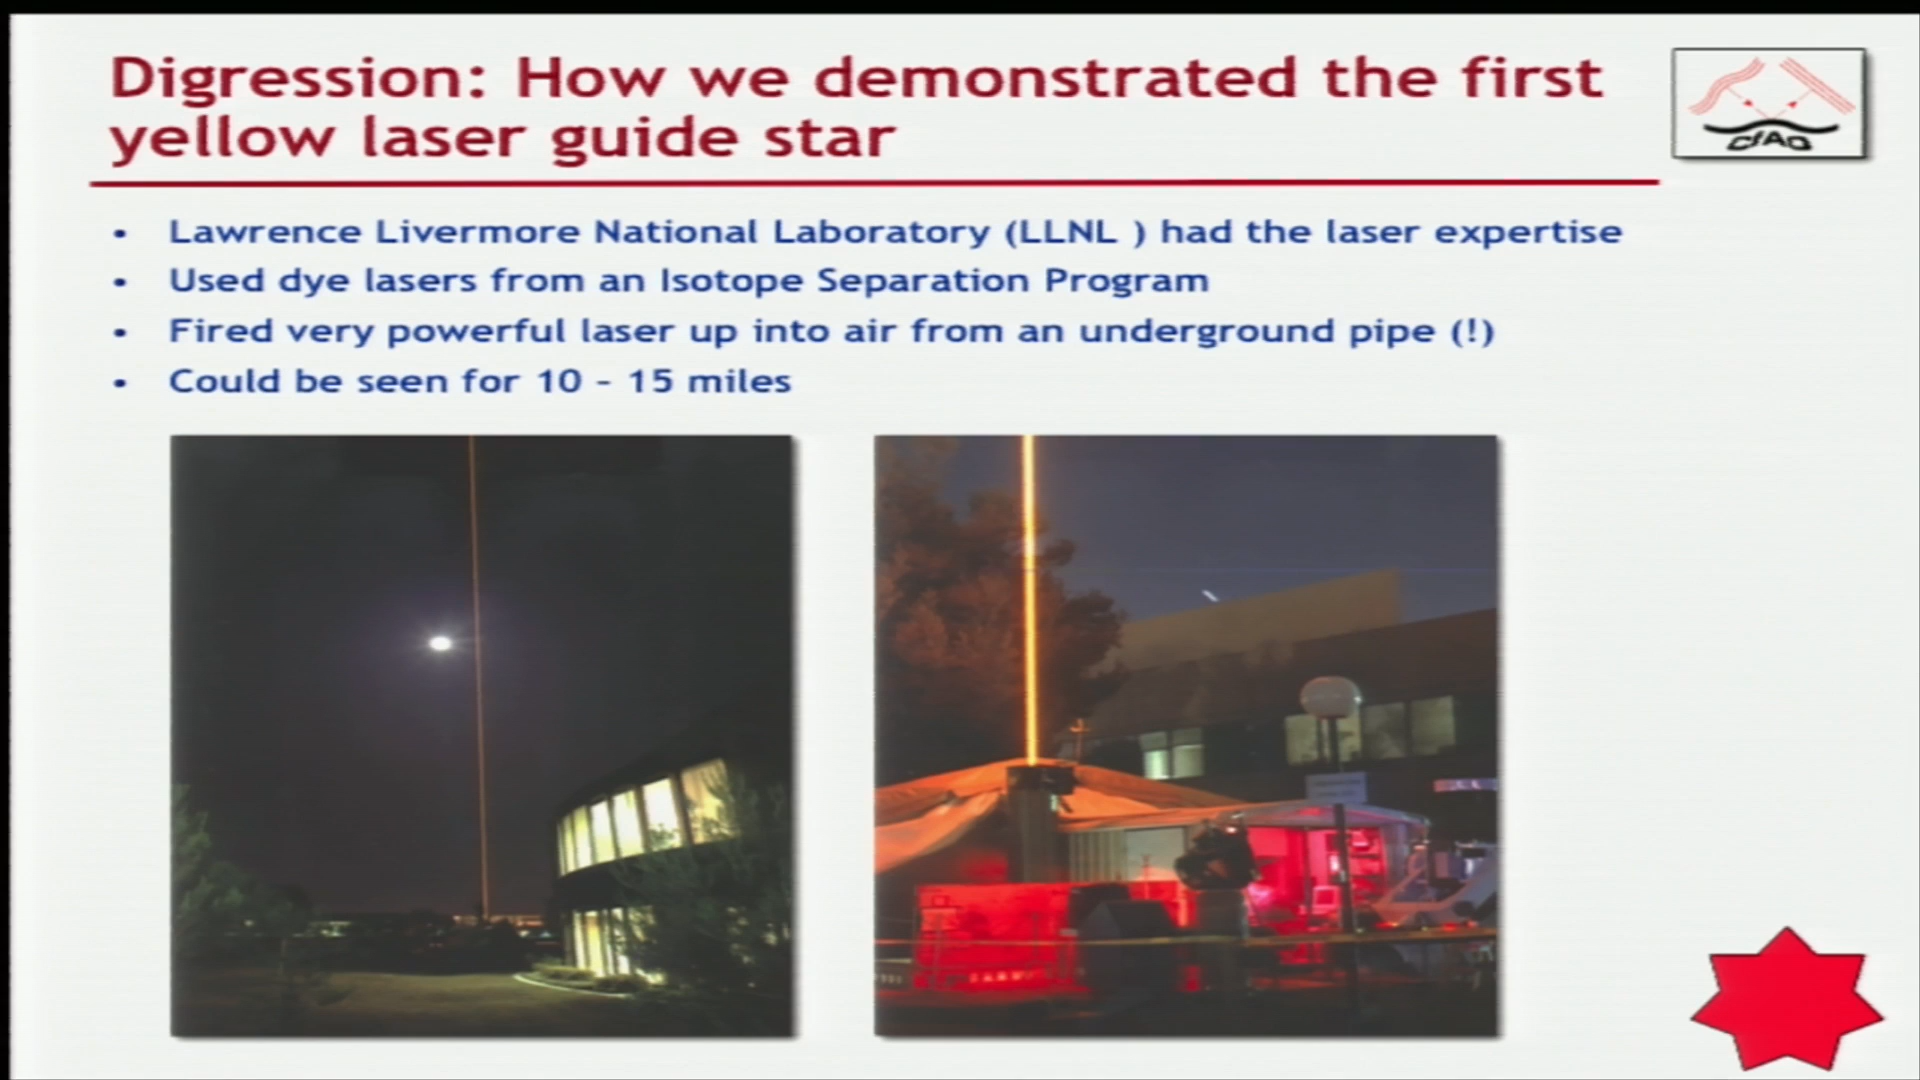 Digression: How we demonstrated the first
yellow laser guide star
CfAO
• Lawrence Livermore National Laboratory (LLNL ) had the laser expertise
• Used dye lasers from an Isotope Separation Program
• Fired very powerful laser up into air from an underground pipe (!)
• Could be seen for 10 – 15 miles